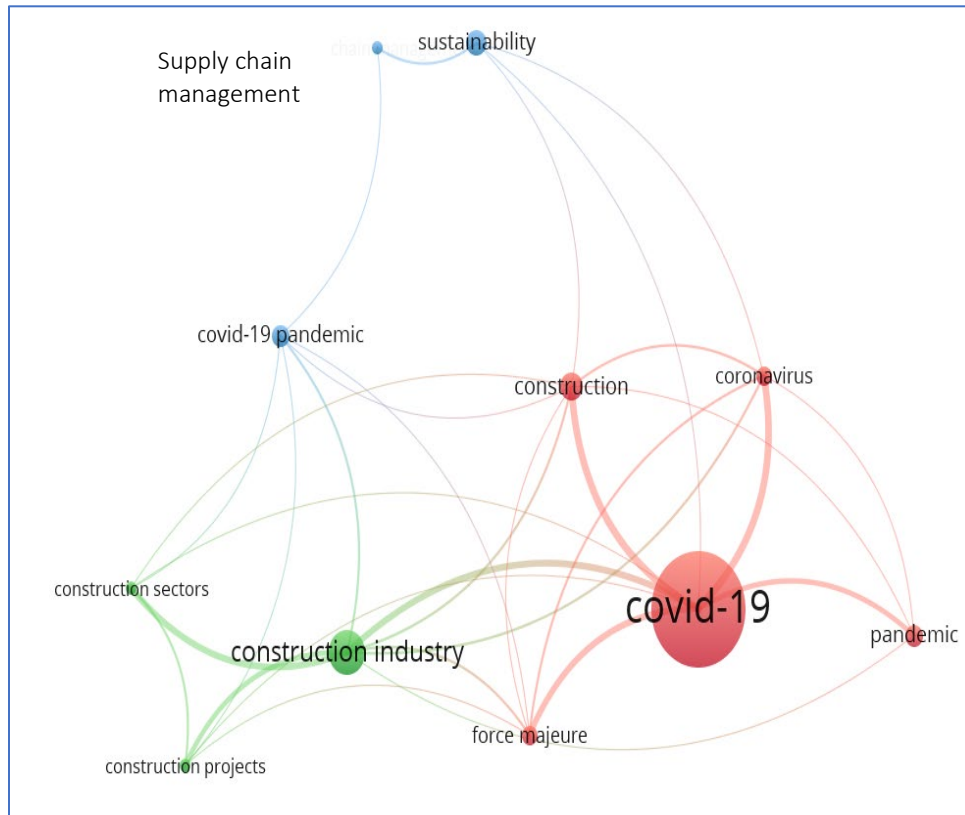 sustainability
Supply chain
management
covid-19 pandemic
construction
coronavirus
construction sectors
covid-19
construction industry
pandemic
force majeure
construction projects